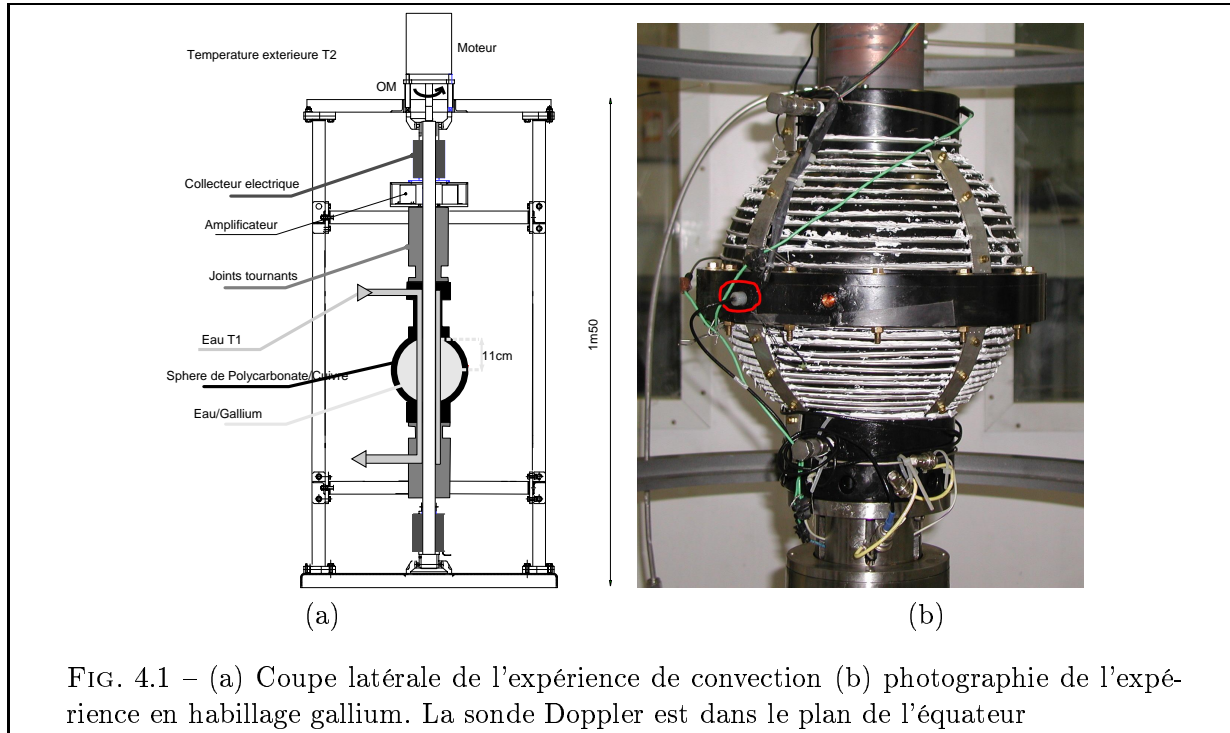 Temperature exterieure T2
Moteur
OM
Collecteur electrique
Amplificateur
Joints tournants
Eau T1
11cm
1m50
Sphere de Polycarbonate/Cuivre
Eau/Gallium
(a)
(b)
FIG. 4.1 – (a) Coupe latérale de l'expérience de convection (b) photographie de l'expé-
rience en habillage gallium. La sonde Doppler est dans le plan de l'équateur